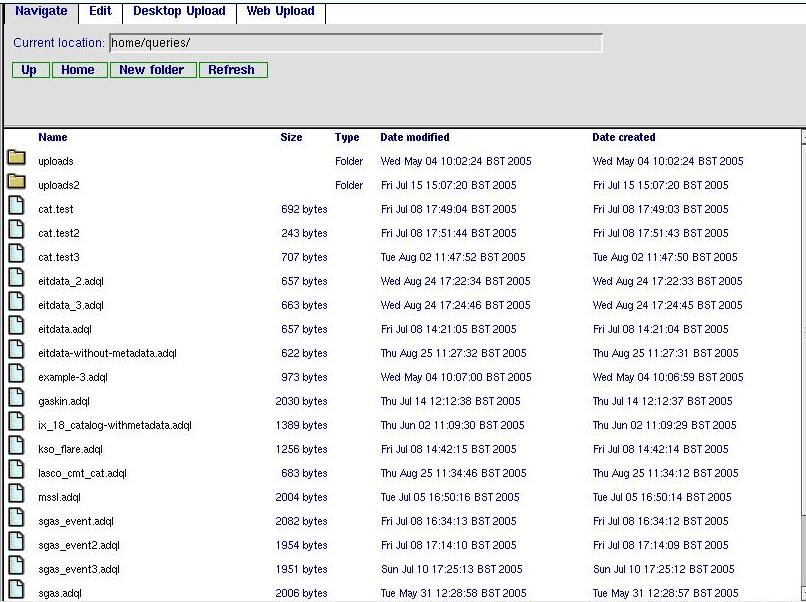 Navigate Edit Desktop Upload Web Upload
Current location: home/queries/
Up Home New folder Refresh
Name Size Type Date modified Date created
uploads Folder Wed May 04 10:02:24 BST 2005 Wed May 04 10:02:24 BST 2005
uploads2 Folder Fri Jul 15 15:07:20 BST 2005 Fri Jul 15 15:07:20 BST 2005
cat.test 692 bytes Fri Jul 08 17:49:04 BST 2005 Fri Jul 08 17:49:03 BST 2005
cat.test2 243 bytes Fri Jul 08 17:51:44 BST 2005 Fri Jul 08 17:51:43 BST 2005
cat.test3 707 bytes Tue Aug 02 11:47:52 BST 2005 Tue Aug 02 11:47:50 BST 2005
eitdata_2.adql 657 bytes Wed Aug 24 17:22:34 BST 2005 Wed Aug 24 17:22:33 BST 2005
eitdata_3.adql 663 bytes Wed Aug 24 17:24:46 BST 2005 Wed Aug 24 17:24:45 BST 2005
eitdata.adql 657 bytes Fri Jul 08 14:21:05 BST 2005 Fri Jul 08 14:21:04 BST 2005
eitdata-without-metadata.adql 622 bytes Thu Aug 25 11:27:32 BST 2005 Thu Aug 25 11:27:31 BST 2005
example-3.adql 973 bytes Wed May 04 10:07:00 BST 2005 Wed May 04 10:06:59 BST 2005
gaskin.adql 2030 bytes Thu Jul 14 12:12:38 BST 2005 Thu Jul 14 12:12:37 BST 2005
ix_18_catalog-withmetadata.adql 1389 bytes Thu Jun 02 11:09:30 BST 2005 Thu Jun 02 11:09:29 BST 2005
kso_flare.adql 1256 bytes Fri Jul 08 14:42:15 BST 2005 Fri Jul 08 14:42:14 BST 2005
lasco_cmt_cat.adql 683 bytes Thu Aug 25 11:34:46 BST 2005 Thu Aug 25 11:34:12 BST 2005
mssl.adql 2004 bytes Tue Jul 05 16:50:16 BST 2005 Tue Jul 05 16:50:14 BST 2005
sgas_event.adql 2082 bytes Fri Jul 08 16:34:13 BST 2005 Fri Jul 08 16:34:12 BST 2005
sgas_event2.adql 1954 bytes Fri Jul 08 17:14:10 BST 2005 Fri Jul 08 17:14:09 BST 2005
sgas_event3.adql 1951 bytes Sun Jul 10 17:25:13 BST 2005 Sun Jul 10 17:25:12 BST 2005
sgas.adql 2006 bytes Tue May 31 12:28:58 BST 2005 Tue May 31 12:28:57 BST 2005